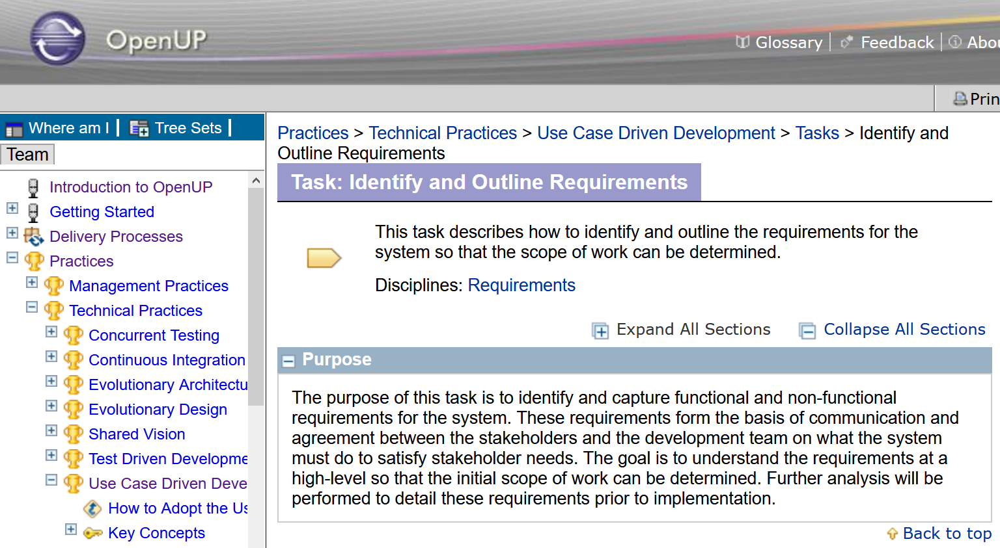 OpenUP
Glossary
Feedback
Abou
Prin
Where am I
Tree Sets
Team
Introduction to OpenUP
Getting Started
Delivery Processes
Practices
Management Practices
Technical Practices
Concurrent Testing
Continuous Integration
Evolutionary Architectu
Evolutionary Design
Shared Vision
Test Driven Developme
Use Case Driven Deve
How to Adopt the Us
Key Concepts
Practices > Technical Practices > Use Case Driven Development > Tasks > Identify and
Outline Requirements
Task: Identify and Outline Requirements
This task describes how to identify and outline the requirements for the
system so that the scope of work can be determined.
Disciplines: Requirements
Expand All Sections
Collapse All Sections
Purpose
The purpose of this task is to identify and capture functional and non-functional
requirements for the system. These requirements form the basis of communication and
agreement between the stakeholders and the development team on what the system
must do to satisfy stakeholder needs. The goal is to understand the requirements at a
high-level so that the initial scope of work can be determined. Further analysis will be
performed to detail these requirements prior to implementation.
Back to top